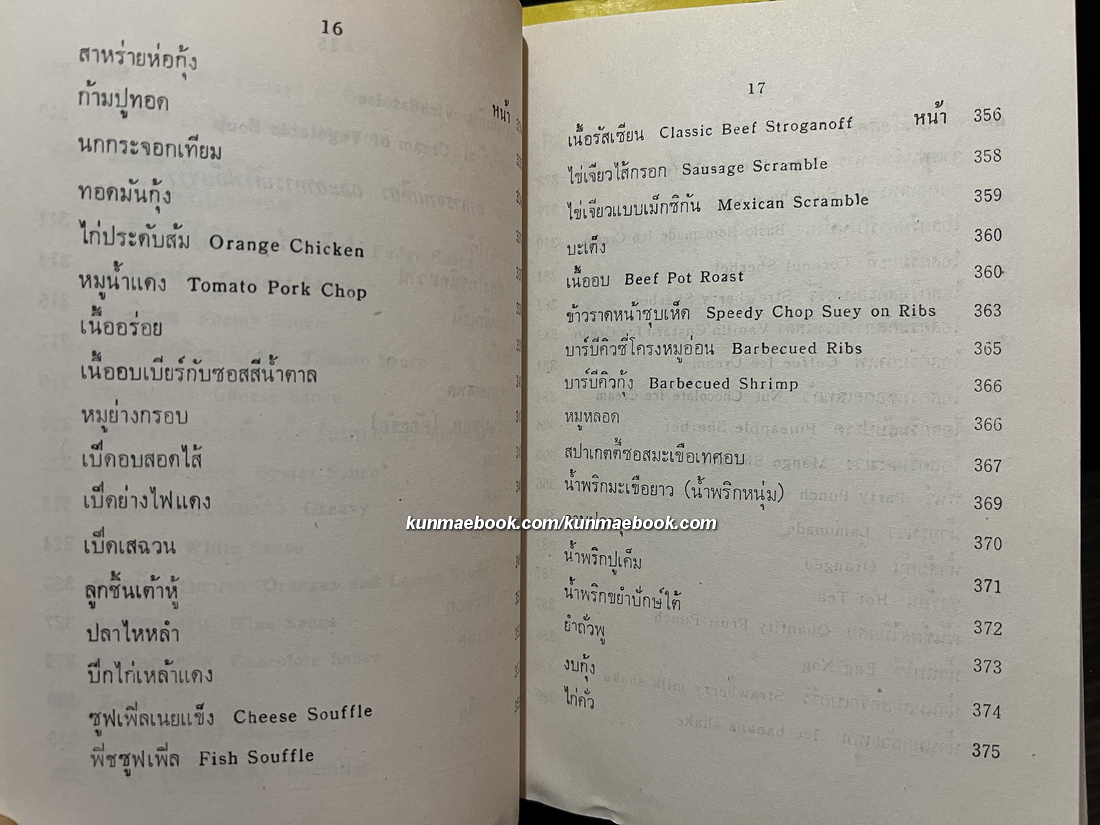 16
หน้า
สาหร่ายห่อกุ้ง
ก้ามปูทอด
นกกระจอกเทียม
ทอดมันกุ้ง
ไก่ประดับส้ม Orange Chicken
หมูน้ำแดง Tomato Pork Chop
เนื้ออร่อย
เนื้ออบเบียร์กับซอสสีน้ำตาล
หมูย่างกรอบ
เป็ดอบสอดไส้
เป็ดย่างไฟแดง
เป็ดเสฉวน
ลูกชิ้นเต้าหู้
ปลาไหหลำ
ปีกไก่เหล้าแดง
ซูฟเฟิ่ลเนยแข็ง Cheese Souffle
พีชซูฟเฟิ่ล Fish Souffle
17
หน้า
เนื้อรัสเซียน Classic Beef Stroganoff 356
ไข่เจียวไส้กรอก Sausage Scramble 358
ไข่เจียวแบบเม็กซิกัน Mexican Scramble 359
บะเต็ง 360
เนื้ออบ Beef Pot Roast 360
ข้าวราดหน้าซุบเห็ด Speedy Chop Suey on Ribs 363
บาร์บีคิวซี่โครงหมูอ่อน Barbecued Ribs 365
บาร์บีคิวกุ้ง Barbecued Shrimp 366
หมูหลอด 366
สปาเกตตี้ซอสมะเขือเทศอบ 367
น้ำพริกมะเขือยาว (น้ำพริกหนุ่ม) 369
370
น้ำพริกปูเค็ม 371
น้ำพริกขยำปักษ์ใต้ 372
ยำถั่วพู 373
งบกุ้ง 374
ไก่คั่ว 375
kunmaebook.com/kunmaebook.com